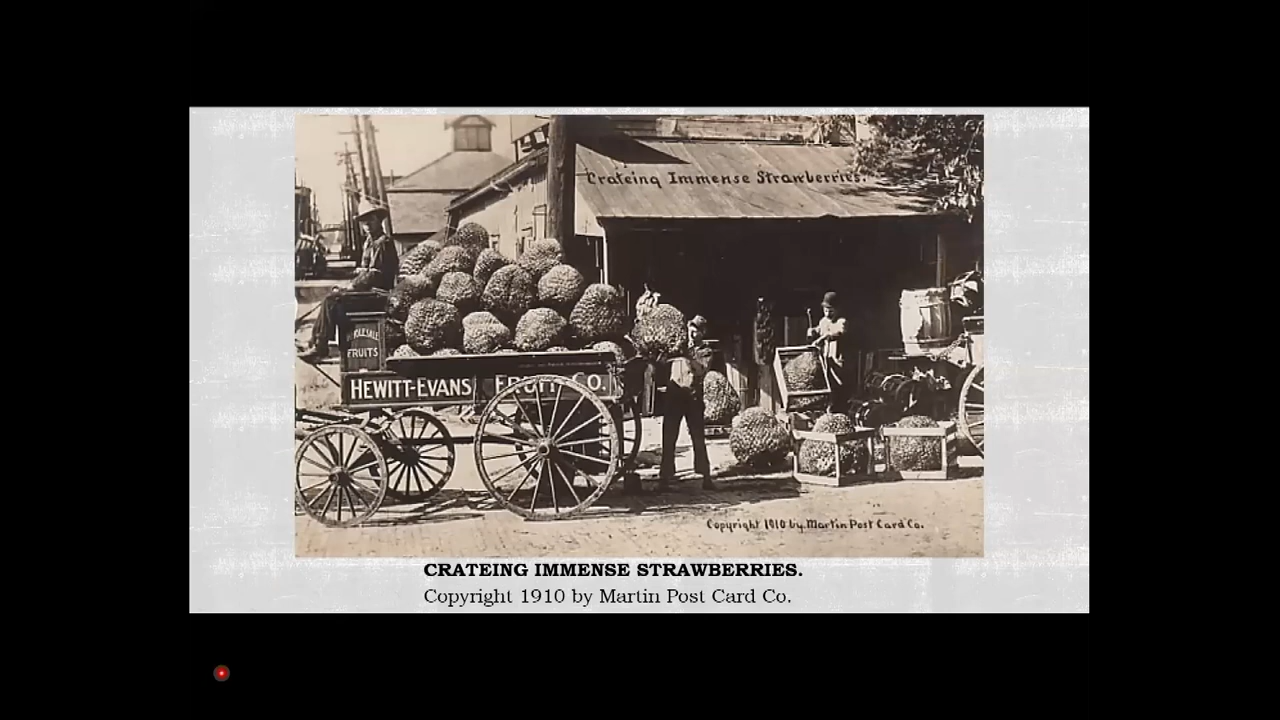 Crateing Immense Strawberries.
WHOLESALE
FRUITS
HEWITT-EVANS FRUIT CO.
Copyright 1910 by Martin Post Card Co.
CRATEING IMMENSE STRAWBERRIES.
Copyright 1910 by Martin Post Card Co.